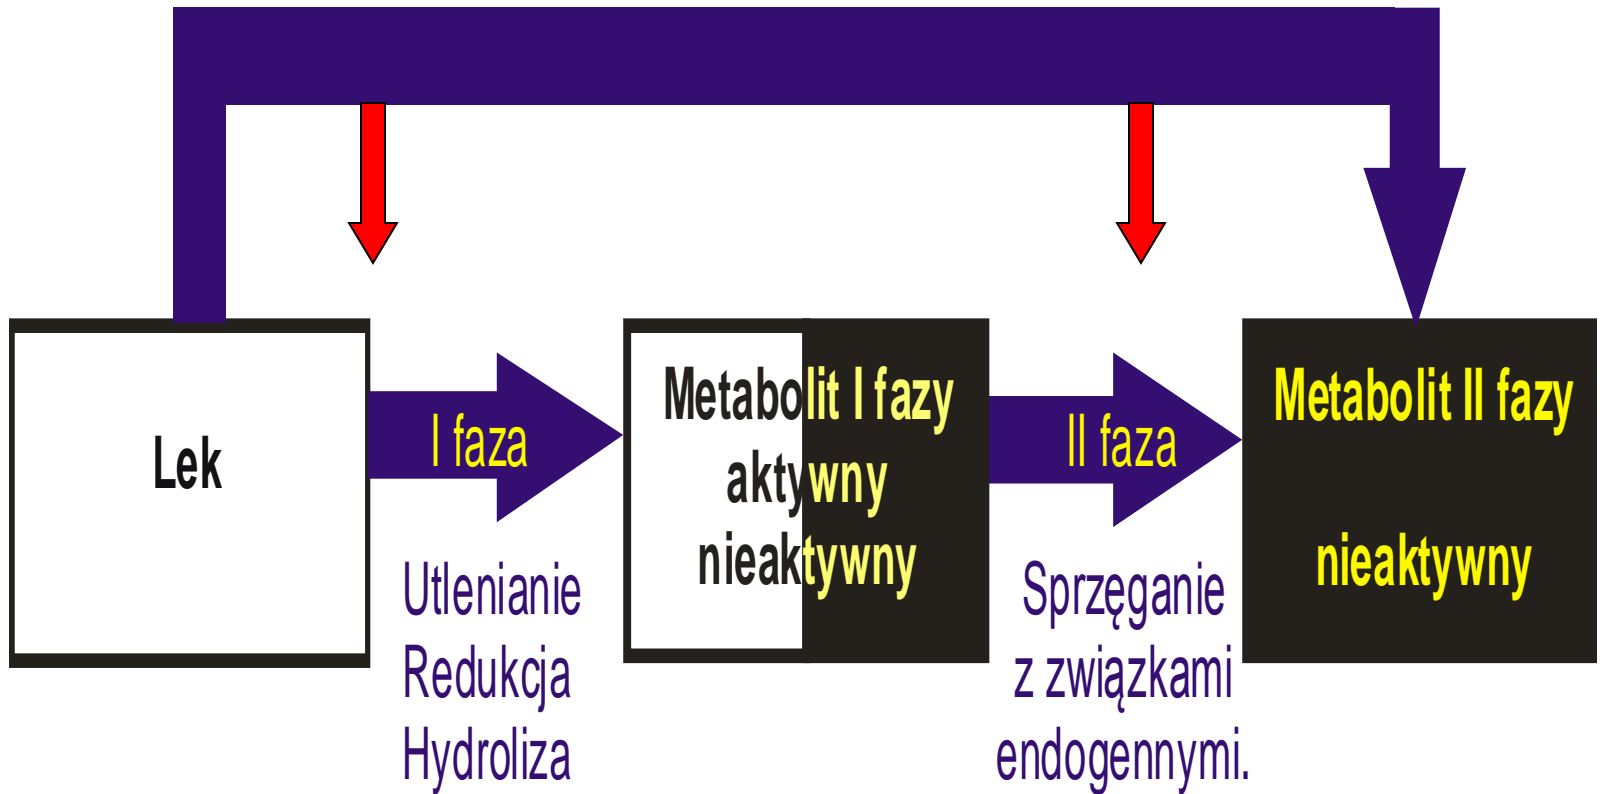 Lek
I faza
Utlenianie
Redukcja
Hydroliza
Metabolit I fazy
aktywny
nieaktywny
II faza
Sprzęganie
z związkami
endogennymi.
Metabolit II fazy
nieaktywny